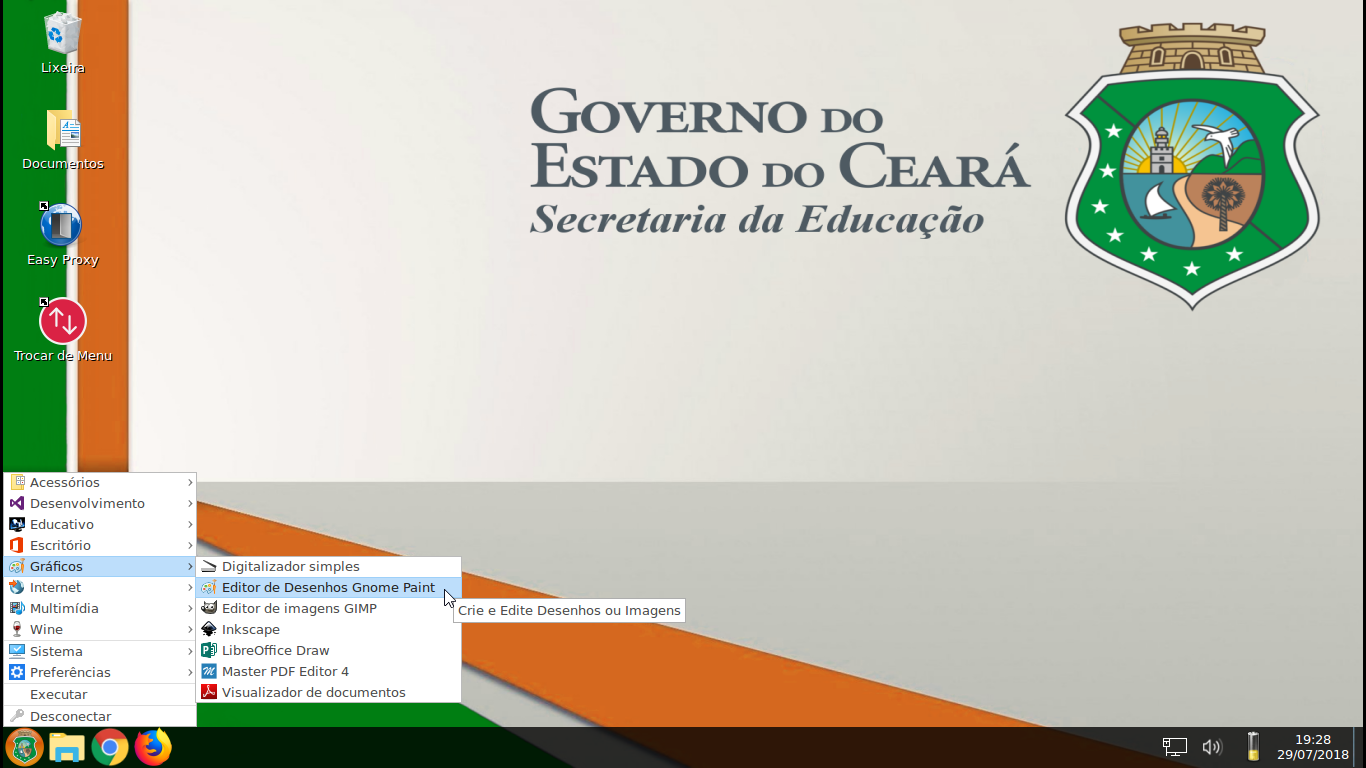 Lixeira
Documentos
Easy Proxy
Trocar de Menu
GOVERNO DO
ESTADO DO CEARÁ
Secretaria da Educação
Acessórios
Desenvolvimento
Educativo
Escritório
Gráficos
Internet
Multimídia
Wine
Sistema
Preferências
Executar
Desconectar
Digitalizador simples
Editor de Desenhos Gnome Paint
Editor de imagens GIMP
Inkscape
LibreOffice Draw
Master PDF Editor 4
Visualizador de documentos
Crie e Edite Desenhos ou Imagens
19:28
29/07/2018